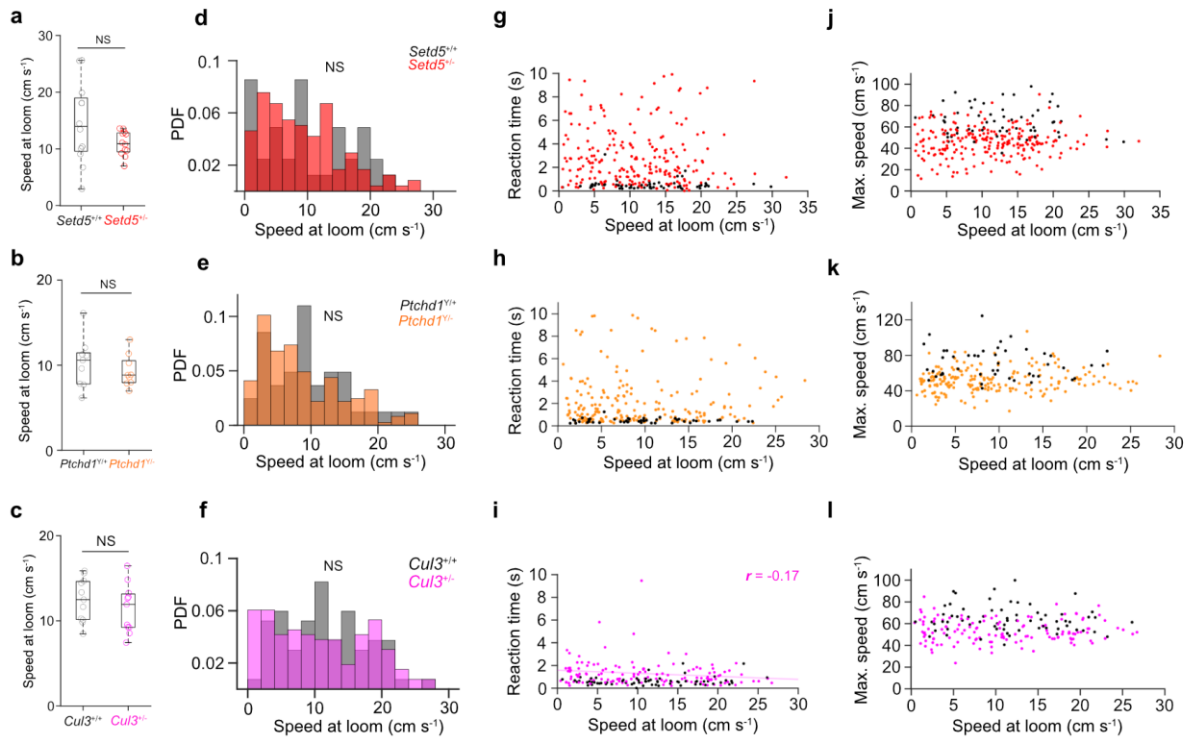 a
NS
Speed at loom (cm s⁻¹)
30
20
10
0
Setd5⁺/⁺ Setd5⁺/⁻
d
Setd5⁺/⁺
Setd5⁺/⁻
NS
PDF
0.1
0.06
0.02
0 10 20 30
Speed at loom (cm s⁻¹)
g
Reaction time (s)
10
8
6
4
2
0
0 5 10 15 20 25 30 35
Speed at loom (cm s⁻¹)
j
Max. speed (cm s⁻¹)
100
80
60
40
20
0
0 5 10 15 20 25 30 35
Speed at loom (cm s⁻¹)
b
NS
Speed at loom (cm s⁻¹)
20
10
0
Ptchd1ʸ/⁺ Ptchd1ʸ/⁻
e
Ptchd1ʸ/⁺
Ptchd1ʸ/⁻
NS
PDF
0.1
0.05
0
0 10 20 30
Speed at loom (cm s⁻¹)
h
Reaction time (s)
10
8
6
4
2
0
0 5 10 15 20 25 30
Speed at loom (cm s⁻¹)
k
Max. speed (cm s⁻¹)
120
80
40
0
0 5 10 15 20 25 30
Speed at loom (cm s⁻¹)
c
NS
Speed at loom (cm s⁻¹)
20
10
0
Cul3⁺/⁺ Cul3⁺/⁻
f
Cul3⁺/⁺
Cul3⁺/⁻
NS
PDF
0.1
0.06
0.02
0 10 20 30
Speed at loom (cm s⁻¹)
i
r = -0.17
Reaction time (s)
10
8
6
4
2
0
0 5 10 15 20 25 30
Speed at loom (cm s⁻¹)
l
Max. speed (cm s⁻¹)
100
80
60
40
20
0
0 5 10 15 20 25 30
Speed at loom (cm s⁻¹)